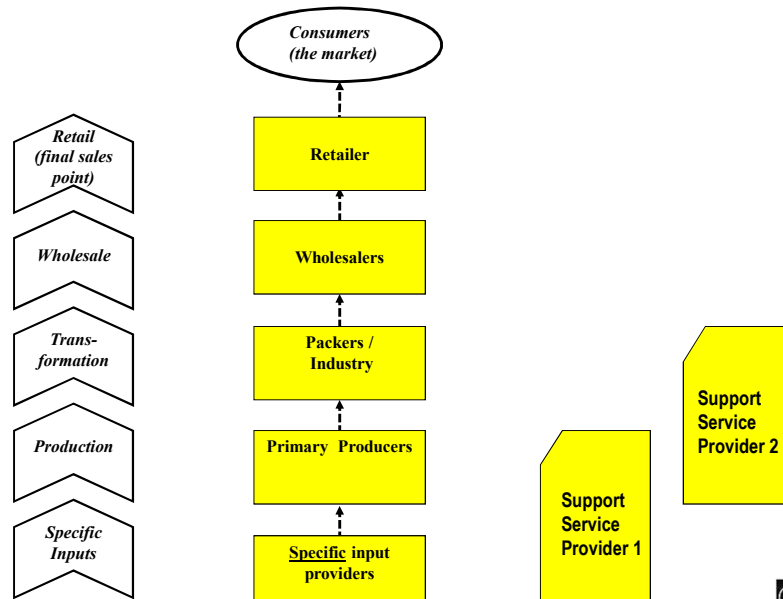 Consumers
(the market)
Retail
(final sales
point)
Retailer
Wholesale
Wholesalers
Trans-
formation
Packers /
Industry
Production
Primary Producers
Specific
Inputs
Specific input
providers
Support
Service
Provider 1
Support
Service
Provider 2